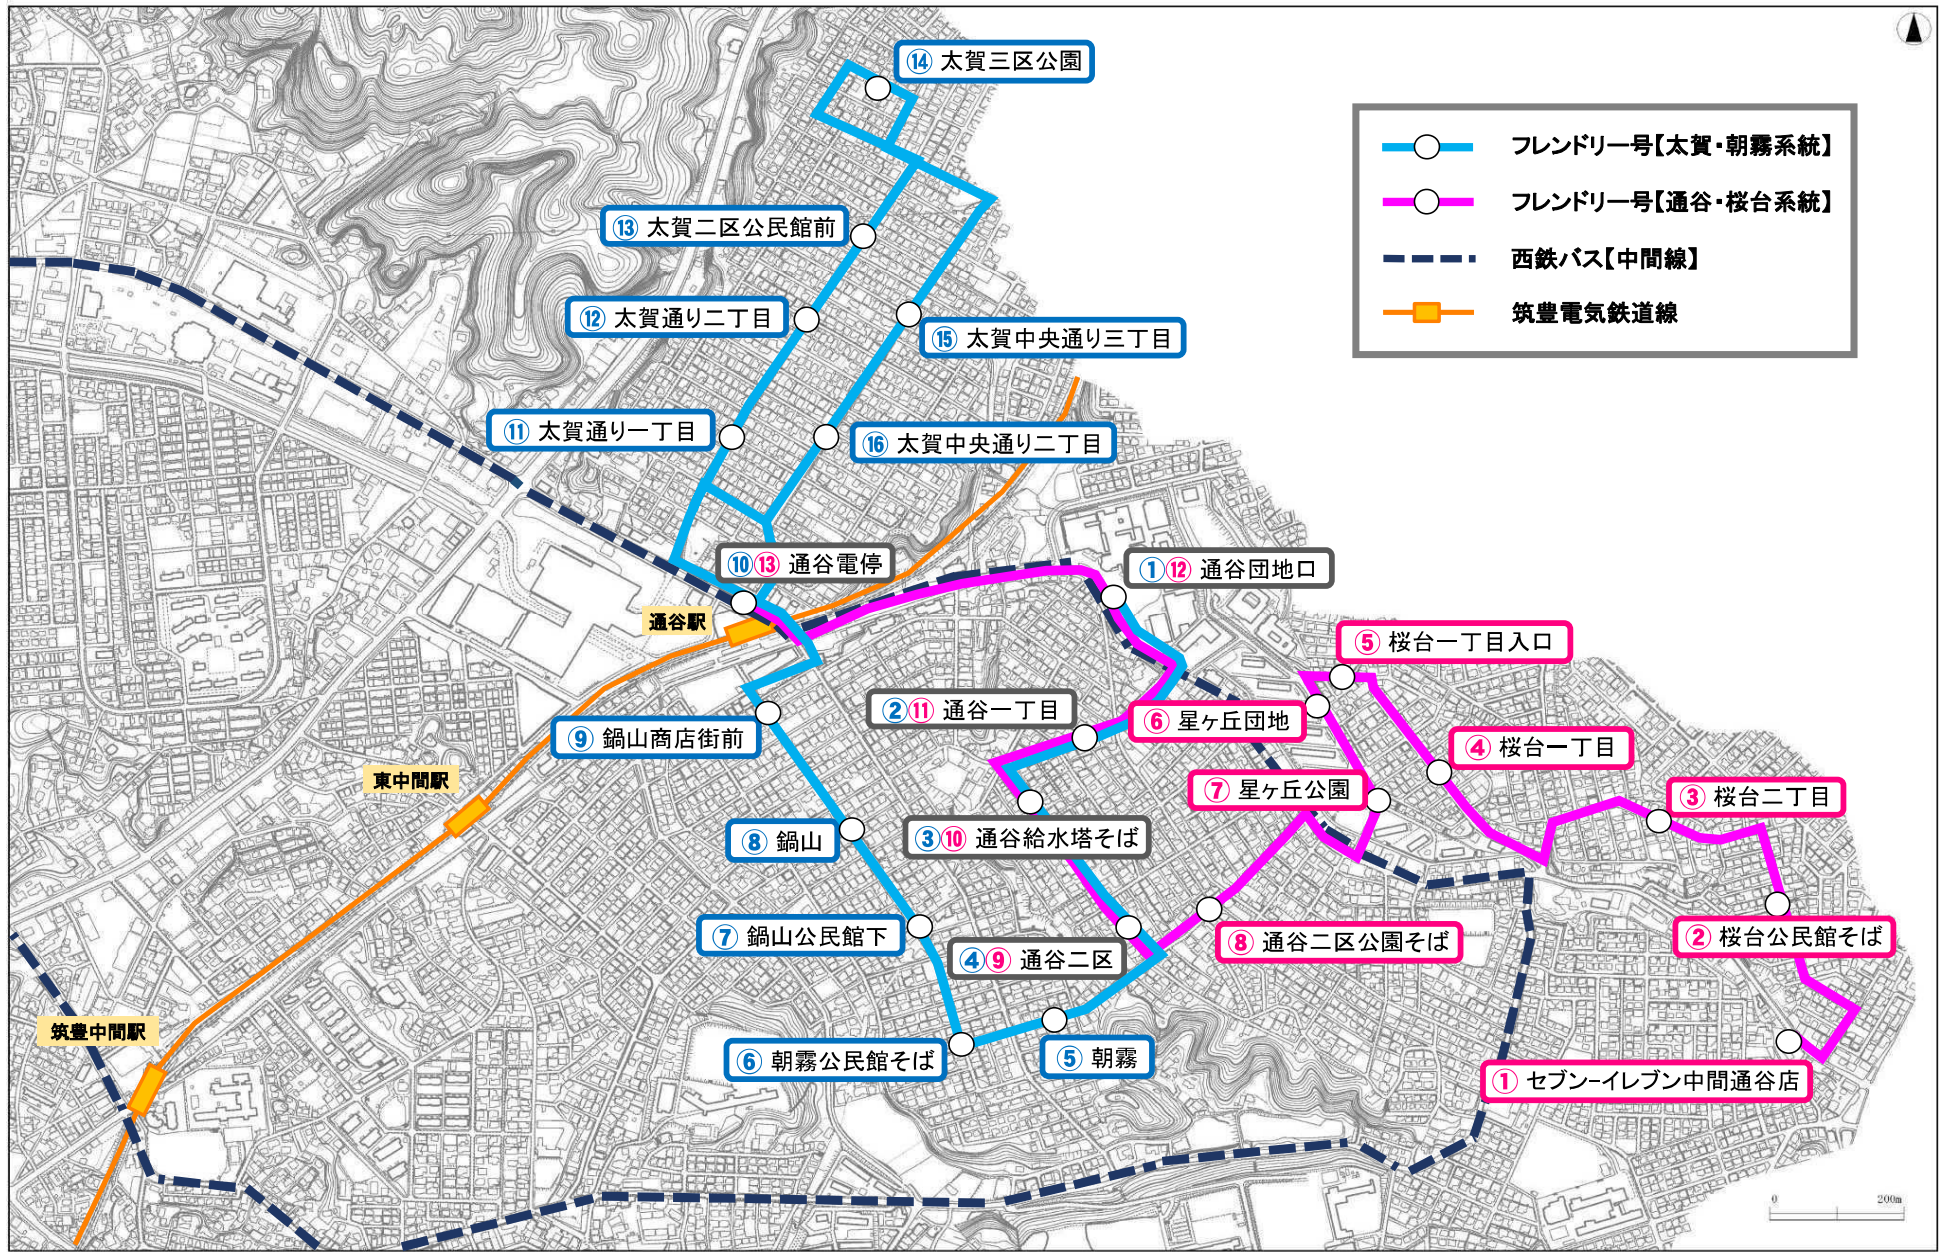 ⑭ 太賀三区公園
フレンドリー号【太賀・朝霧系統】
フレンドリー号【通谷・桜台系統】
西鉄バス【中間線】
筑豊電気鉄道線
⑬ 太賀二区公民館前
⑫ 太賀通り二丁目
⑮ 太賀中央通り三丁目
⑪ 太賀通り一丁目
⑯ 太賀中央通り二丁目
⑩⑬ 通谷電停
①⑫ 通谷団地口
通谷駅
⑤ 桜台一丁目入口
②⑪ 通谷一丁目
⑥ 星ヶ丘団地
⑨ 鍋山商店街前
④ 桜台一丁目
東中間駅
⑦ 星ヶ丘公園
③ 桜台二丁目
⑧ 鍋山
③⑩ 通谷給水塔そば
⑦ 鍋山公民館下
⑧ 通谷二区公園そば
② 桜台公民館そば
④⑨ 通谷二区
筑豊中間駅
⑥ 朝霧公民館そば
⑤ 朝霧
① セブン-イレブン中間通谷店
0 200m